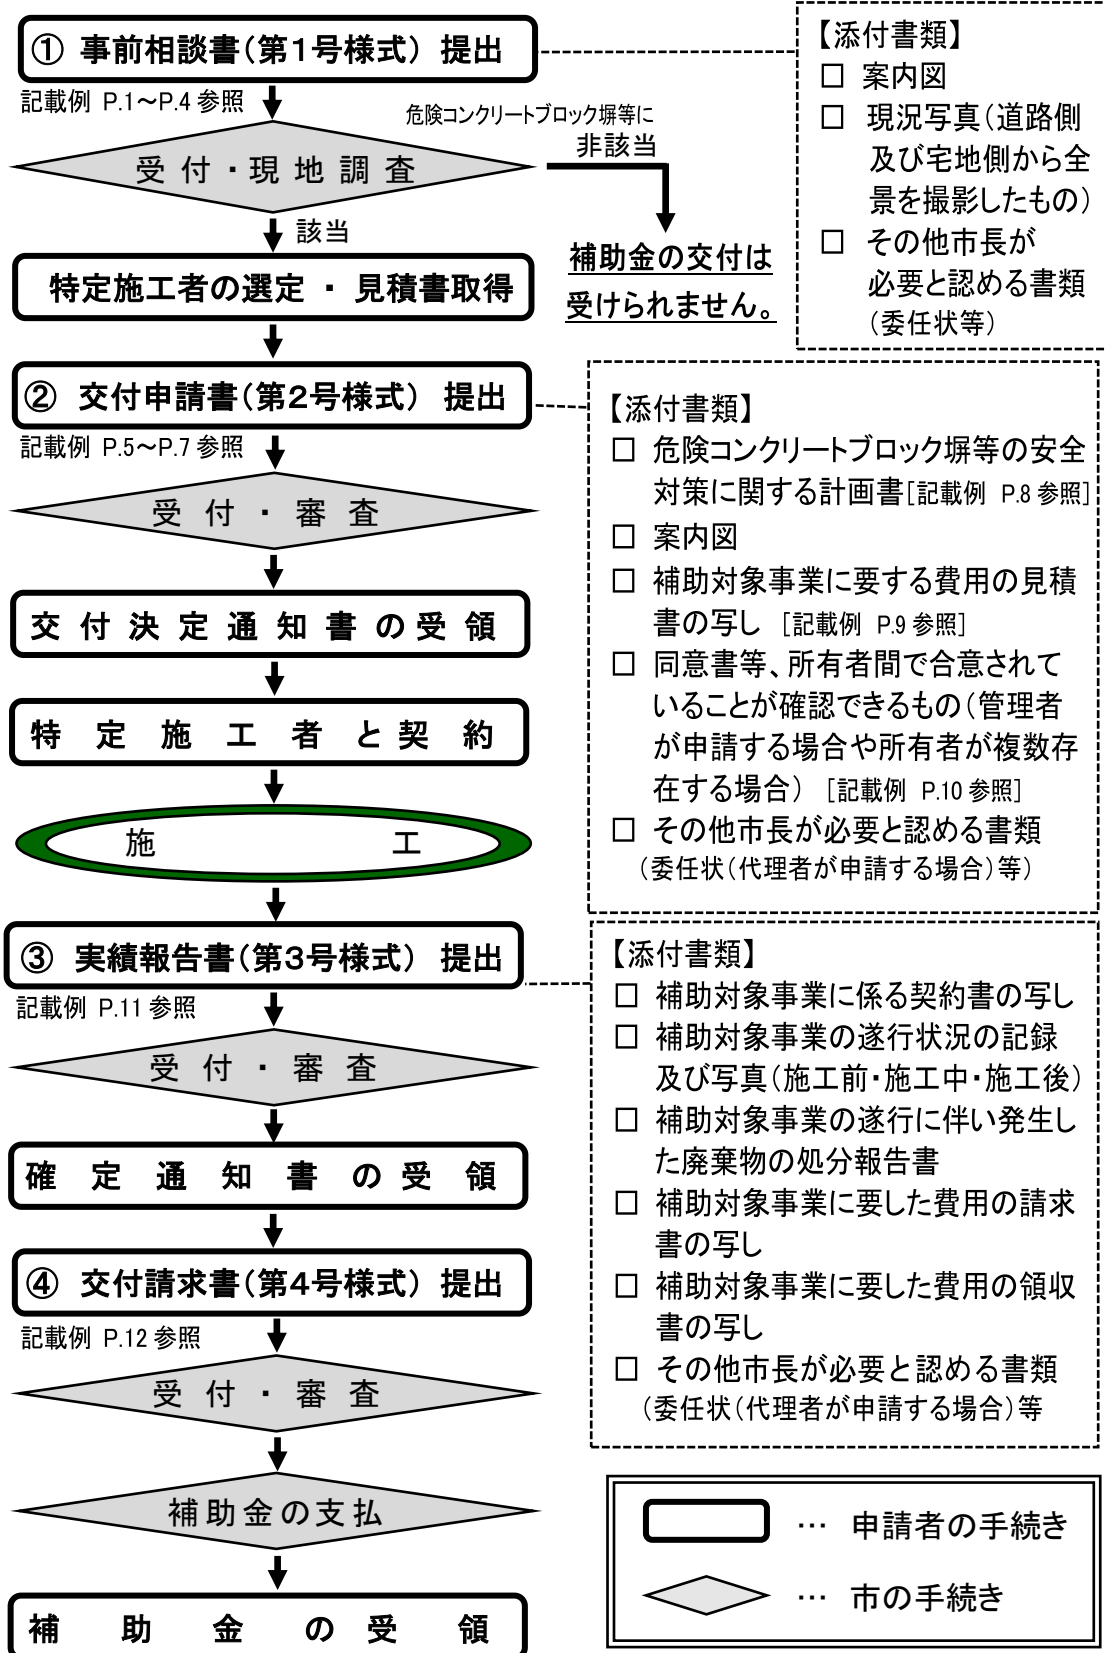 ① 事前相談書（第１号様式） 提出
記載例 P.1～P.4 参照
危険コンクリートブロック塀等に
非該当
受付・現地調査
該当
補助金の交付は
受けられません。
特定施工者の選定 ・ 見積書取得
② 交付申請書（第２号様式） 提出
記載例 P.5～P.7 参照
受付・審査
交付決定通知書の受領
特定施工者と契約
施工
③ 実績報告書（第３号様式） 提出
記載例 P.11 参照
受付・審査
確定通知書の受領
④ 交付請求書（第４号様式） 提出
記載例 P.12 参照
受付・審査
補助金の支払
補助金の受領
【添付書類】
□ 案内図
□ 現況写真（道路側
及び宅地側から全
景を撮影したもの）
□ その他市長が
必要と認める書類
（委任状等）
【添付書類】
□ 危険コンクリートブロック塀等の安全
対策に関する計画書［記載例 P.8 参照］
□ 案内図
□ 補助対象事業に要する費用の見積
書の写し ［記載例 P.9 参照］
□ 同意書等、所有者間で合意されて
いることが確認できるもの（管理者
が申請する場合や所有者が複数存
在する場合） ［記載例 P.10 参照］
□ その他市長が必要と認める書類
（委任状（代理者が申請する場合）等）
【添付書類】
□ 補助対象事業に係る契約書の写し
□ 補助対象事業の遂行状況の記録
及び写真（施工前・施工中・施工後）
□ 補助対象事業の遂行に伴い発生し
た廃棄物の処分報告書
□ 補助対象事業に要した費用の請求
書の写し
□ 補助対象事業に要した費用の領収
書の写し
□ その他市長が必要と認める書類
（委任状（代理者が申請する場合）等
… 申請者の手続き
… 市の手続き